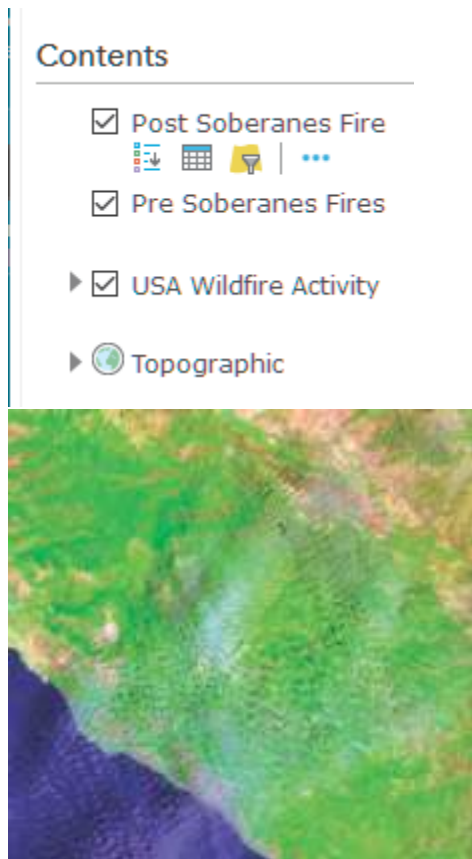 Contents
Post Soberanes Fire
Pre Soberanes Fires
USA Wildfire Activity
Topographic